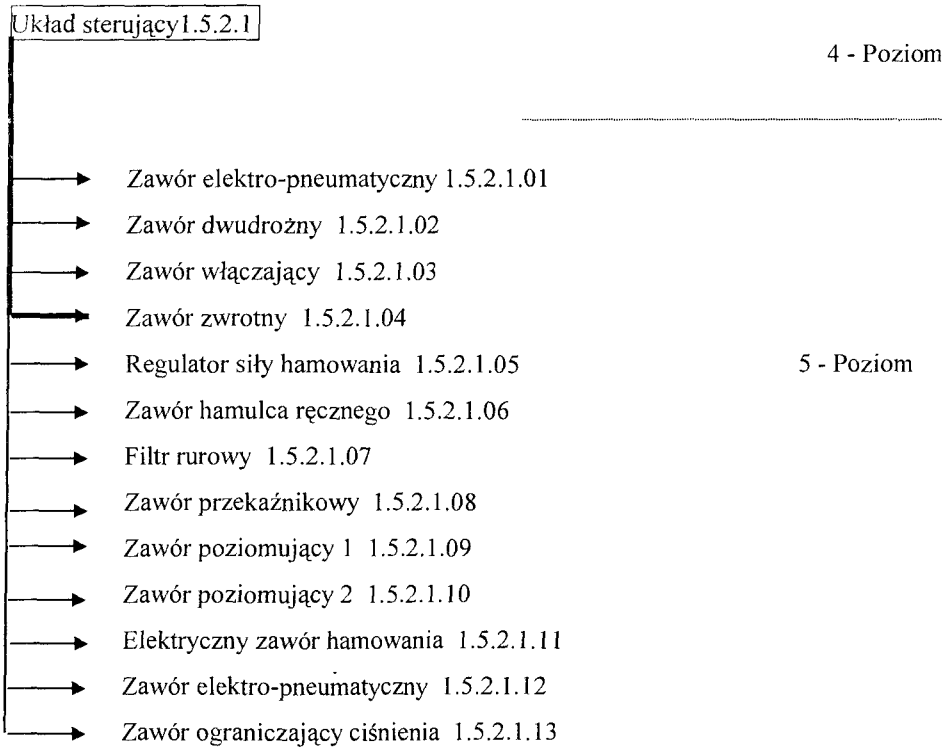 Układ sterujący1.5.2.1
4 - Poziom
Zawór elektro-pneumatyczny 1.5.2.1.01
Zawór dwudrożny 1.5.2.1.02
Zawór włączający 1.5.2.1.03
Zawór zwrotny 1.5.2.1.04
Regulator siły hamowania 1.5.2.1.05
5 - Poziom
Zawór hamulca ręcznego 1.5.2.1.06
Filtr rurowy 1.5.2.1.07
Zawór przekaźnikowy 1.5.2.1.08
Zawór poziomujący 1 1.5.2.1.09
Zawór poziomujący 2 1.5.2.1.10
Elektryczny zawór hamowania 1.5.2.1.11
Zawór elektro-pneumatyczny 1.5.2.1.12
Zawór ograniczający ciśnienia 1.5.2.1.13